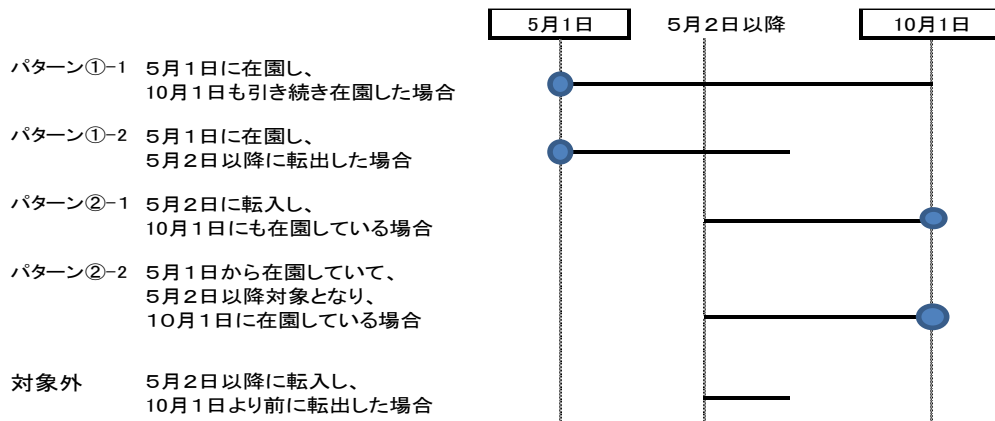 5月1日 5月2日以降 10月1日
パターン①-1 5月1日に在園し、
10月1日も引き続き在園した場合
パターン①-2 5月1日に在園し、
5月2日以降に転出した場合
パターン②-1 5月2日に転入し、
10月1日にも在園している場合
パターン②-2 5月1日から在園していて、
5月2日以降対象となり、
10月1日に在園している場合
対象外 5月2日以降に転入し、
10月1日より前に転出した場合